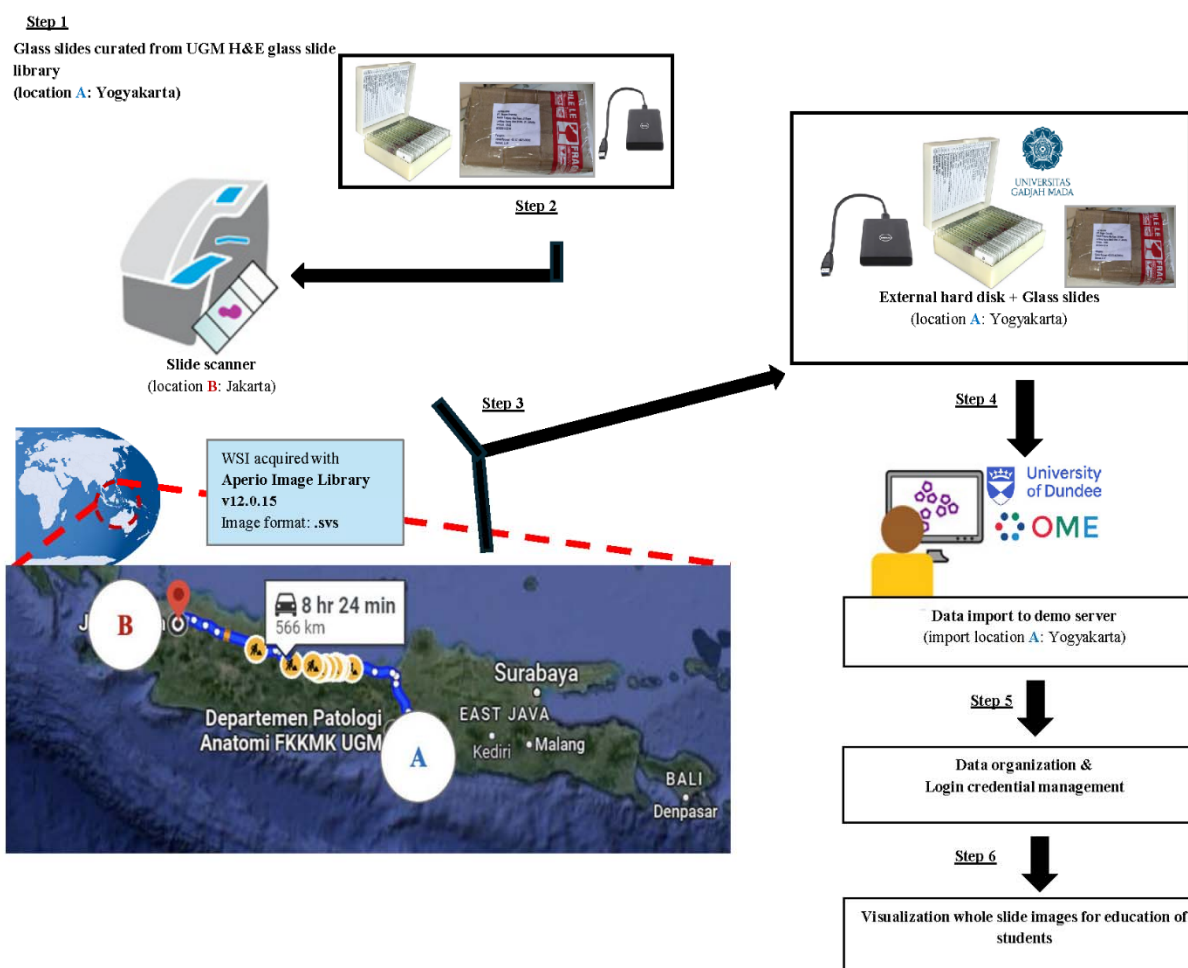 Step 1
Glass slides curated from UGM H&E glass slide
library
(location A: Yogyakarta)
Step 2
Slide scanner
(location B: Jakarta)
UNIVERSITAS
GADJAH MADA
External hard disk + Glass slides
(location A: Yogyakarta)
Step 3
WSI acquired with
Aperio Image Library
v12.0.15
Image format: .svs
Step 4
University
of Dundee
OME
Data import to demo server
(import location A: Yogyakarta)
B
8 hr 24 min
566 km
Surabaya
Departemen Patologi
Anatomi FKKMK UGM
A
EAST JAVA
Kediri
Malang
BALI
Denpasar
Step 5
Data organization &
Login credential management
Step 6
Visualization whole slide images for education of
students